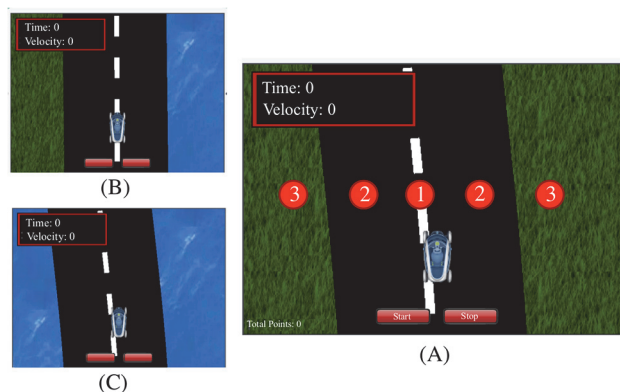 Time: 0
Velocity: 0
(B)
Time: 0
Velocity: 0
(C)
Time: 0
Velocity: 0
3
2
1
2
3
Start
Stop
Total Points: 0
(A)